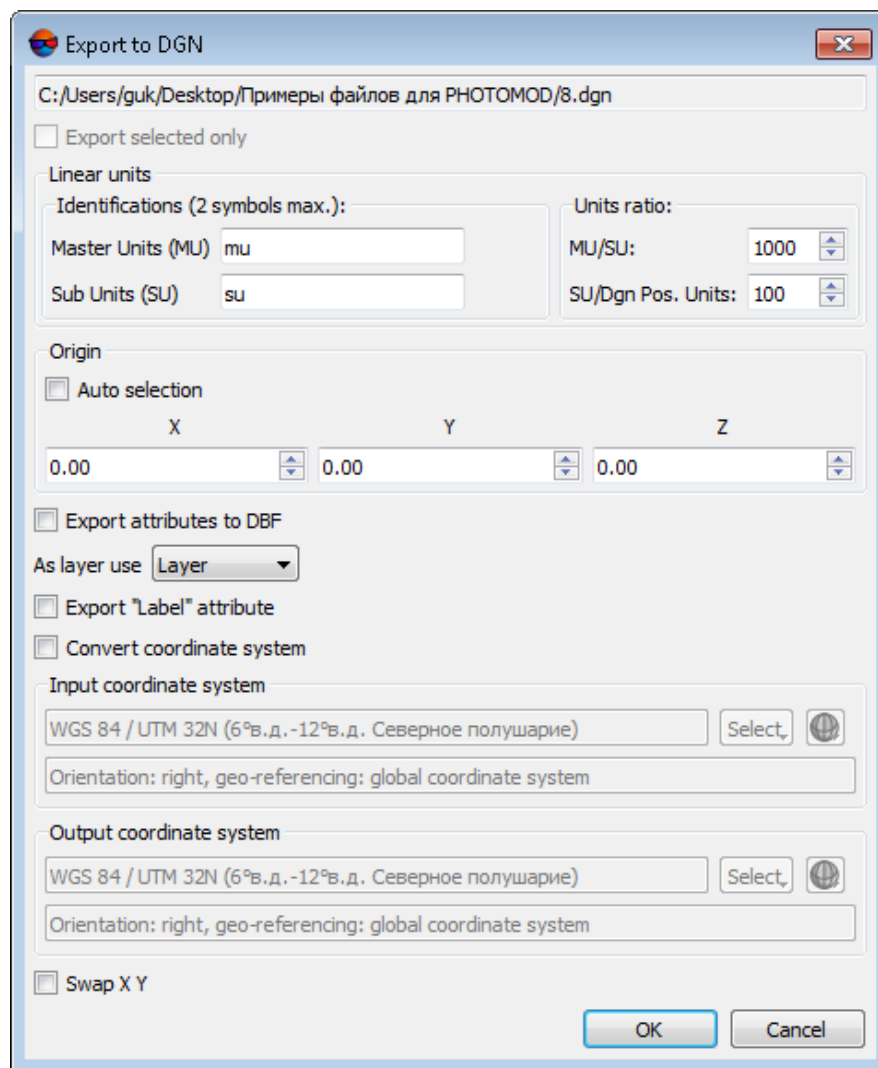 Export to DGN
C:/Users/guk/Desktop/Примеры файлов для PHOTOMOD/8.dgn
Export selected only
Linear units
Identifications (2 symbols max.):
Units ratio:
Master Units (MU) mu
MU/SU: 1000
Sub Units (SU) su
SU/Dgn Pos. Units: 100
Origin
Auto selection
X Y Z
0.00 0.00 0.00
Export attributes to DBF
As layer use Layer
Export "Label" attribute
Convert coordinate system
Input coordinate system
WGS 84 / UTM 32N (6°в.д.-12°в.д. Северное полушарие) Select
Orientation: right, geo-referencing: global coordinate system
Output coordinate system
WGS 84 / UTM 32N (6°в.д.-12°в.д. Северное полушарие) Select
Orientation: right, geo-referencing: global coordinate system
Swap X Y
OK Cancel